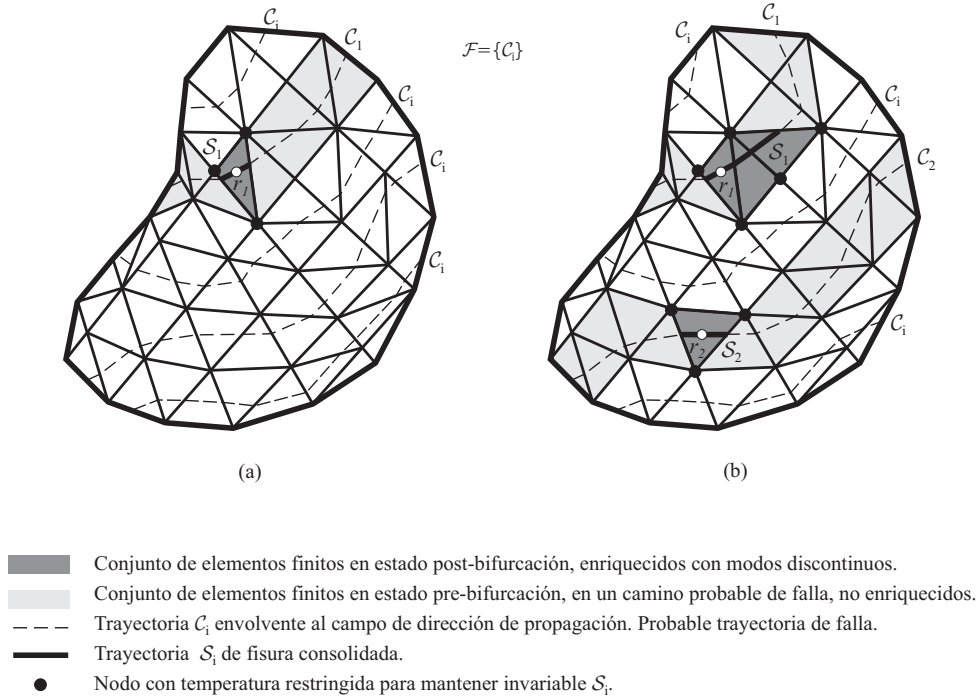 𝒞i
𝒞1
𝒞i
𝒞i
𝒞i
𝒮1
r1
ℱ={𝒞i}
𝒞i
𝒞1
𝒞i
𝒞2
𝒞i
𝒮1
r1
r2
𝒮2
(a)
(b)
Conjunto de elementos finitos en estado post-bifurcación, enriquecidos con modos discontinuos.
Conjunto de elementos finitos en estado pre-bifurcación, en un camino probable de falla, no enriquecidos.
Trayectoria 𝒞i envolvente al campo de dirección de propagación. Probable trayectoria de falla.
Trayectoria 𝒮i de fisura consolidada.
Nodo con temperatura restringida para mantener invariable 𝒮i.